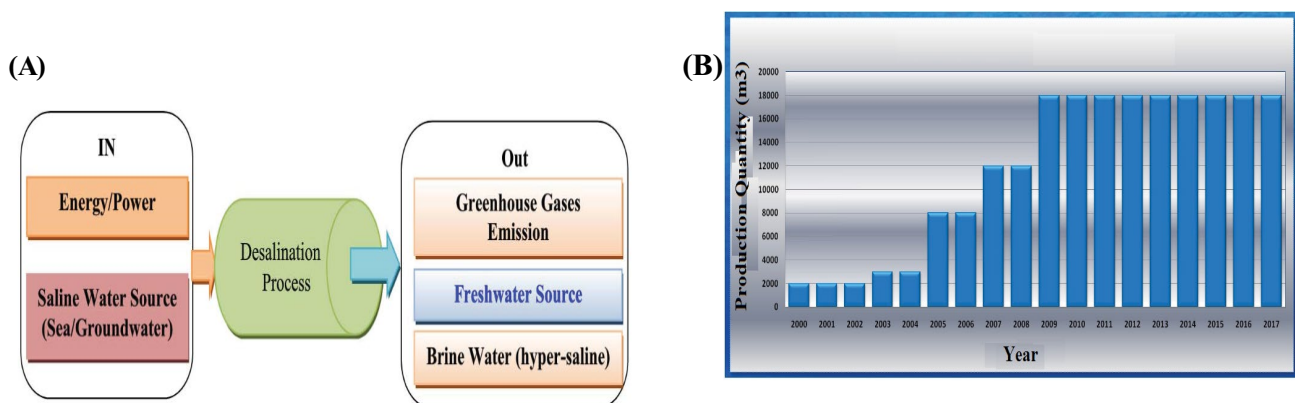 (A)
IN
Energy/Power
Saline Water Source
(Sea/Groundwater)
Desalination
Process
Out
Greenhouse Gases
Emission
Freshwater Source
Brine Water (hyper-saline)
(B)
Production Quantity (m3)
20000
18000
16000
14000
12000
10000
8000
6000
4000
2000
0
2000 2001 2002 2003 2004 2005 2006 2007 2008 2009 2010 2011 2012 2013 2014 2015 2016 2017
Year